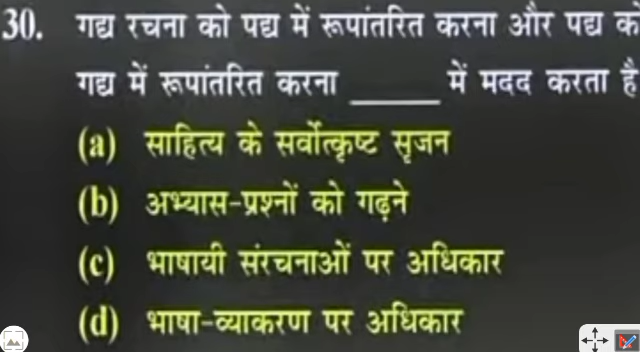 30. गद्य रचना को पद्य में रूपांतरित करना और पद्य को
गद्य में रूपांतरित करना ______ में मदद करता है
(a) साहित्य के सर्वोत्कृष्ट सृजन
(b) अभ्यास-प्रश्नों को गढ़ने
(c) भाषायी संरचनाओं पर अधिकार
(d) भाषा-व्याकरण पर अधिकार